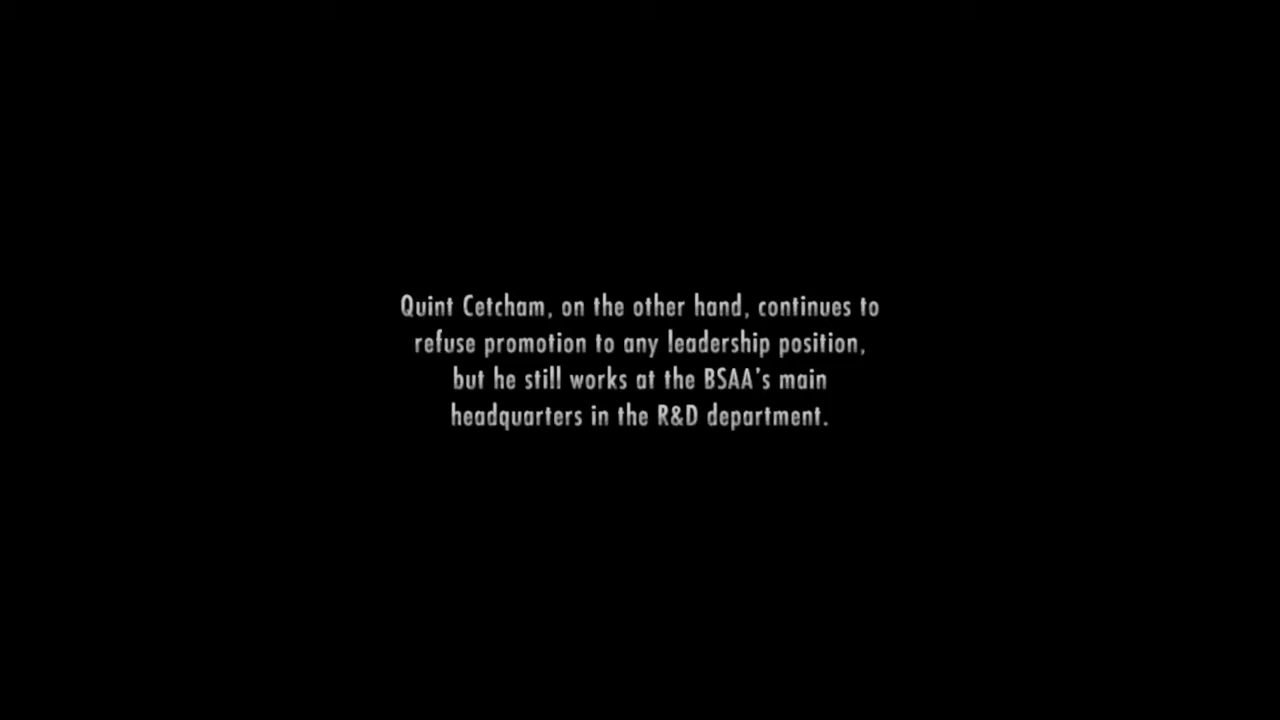 Quint Cetcham, on the other hand, continues to
refuse promotion to any leadership position,
but he still works at the BSAA's main
headquarters in the R&D department.